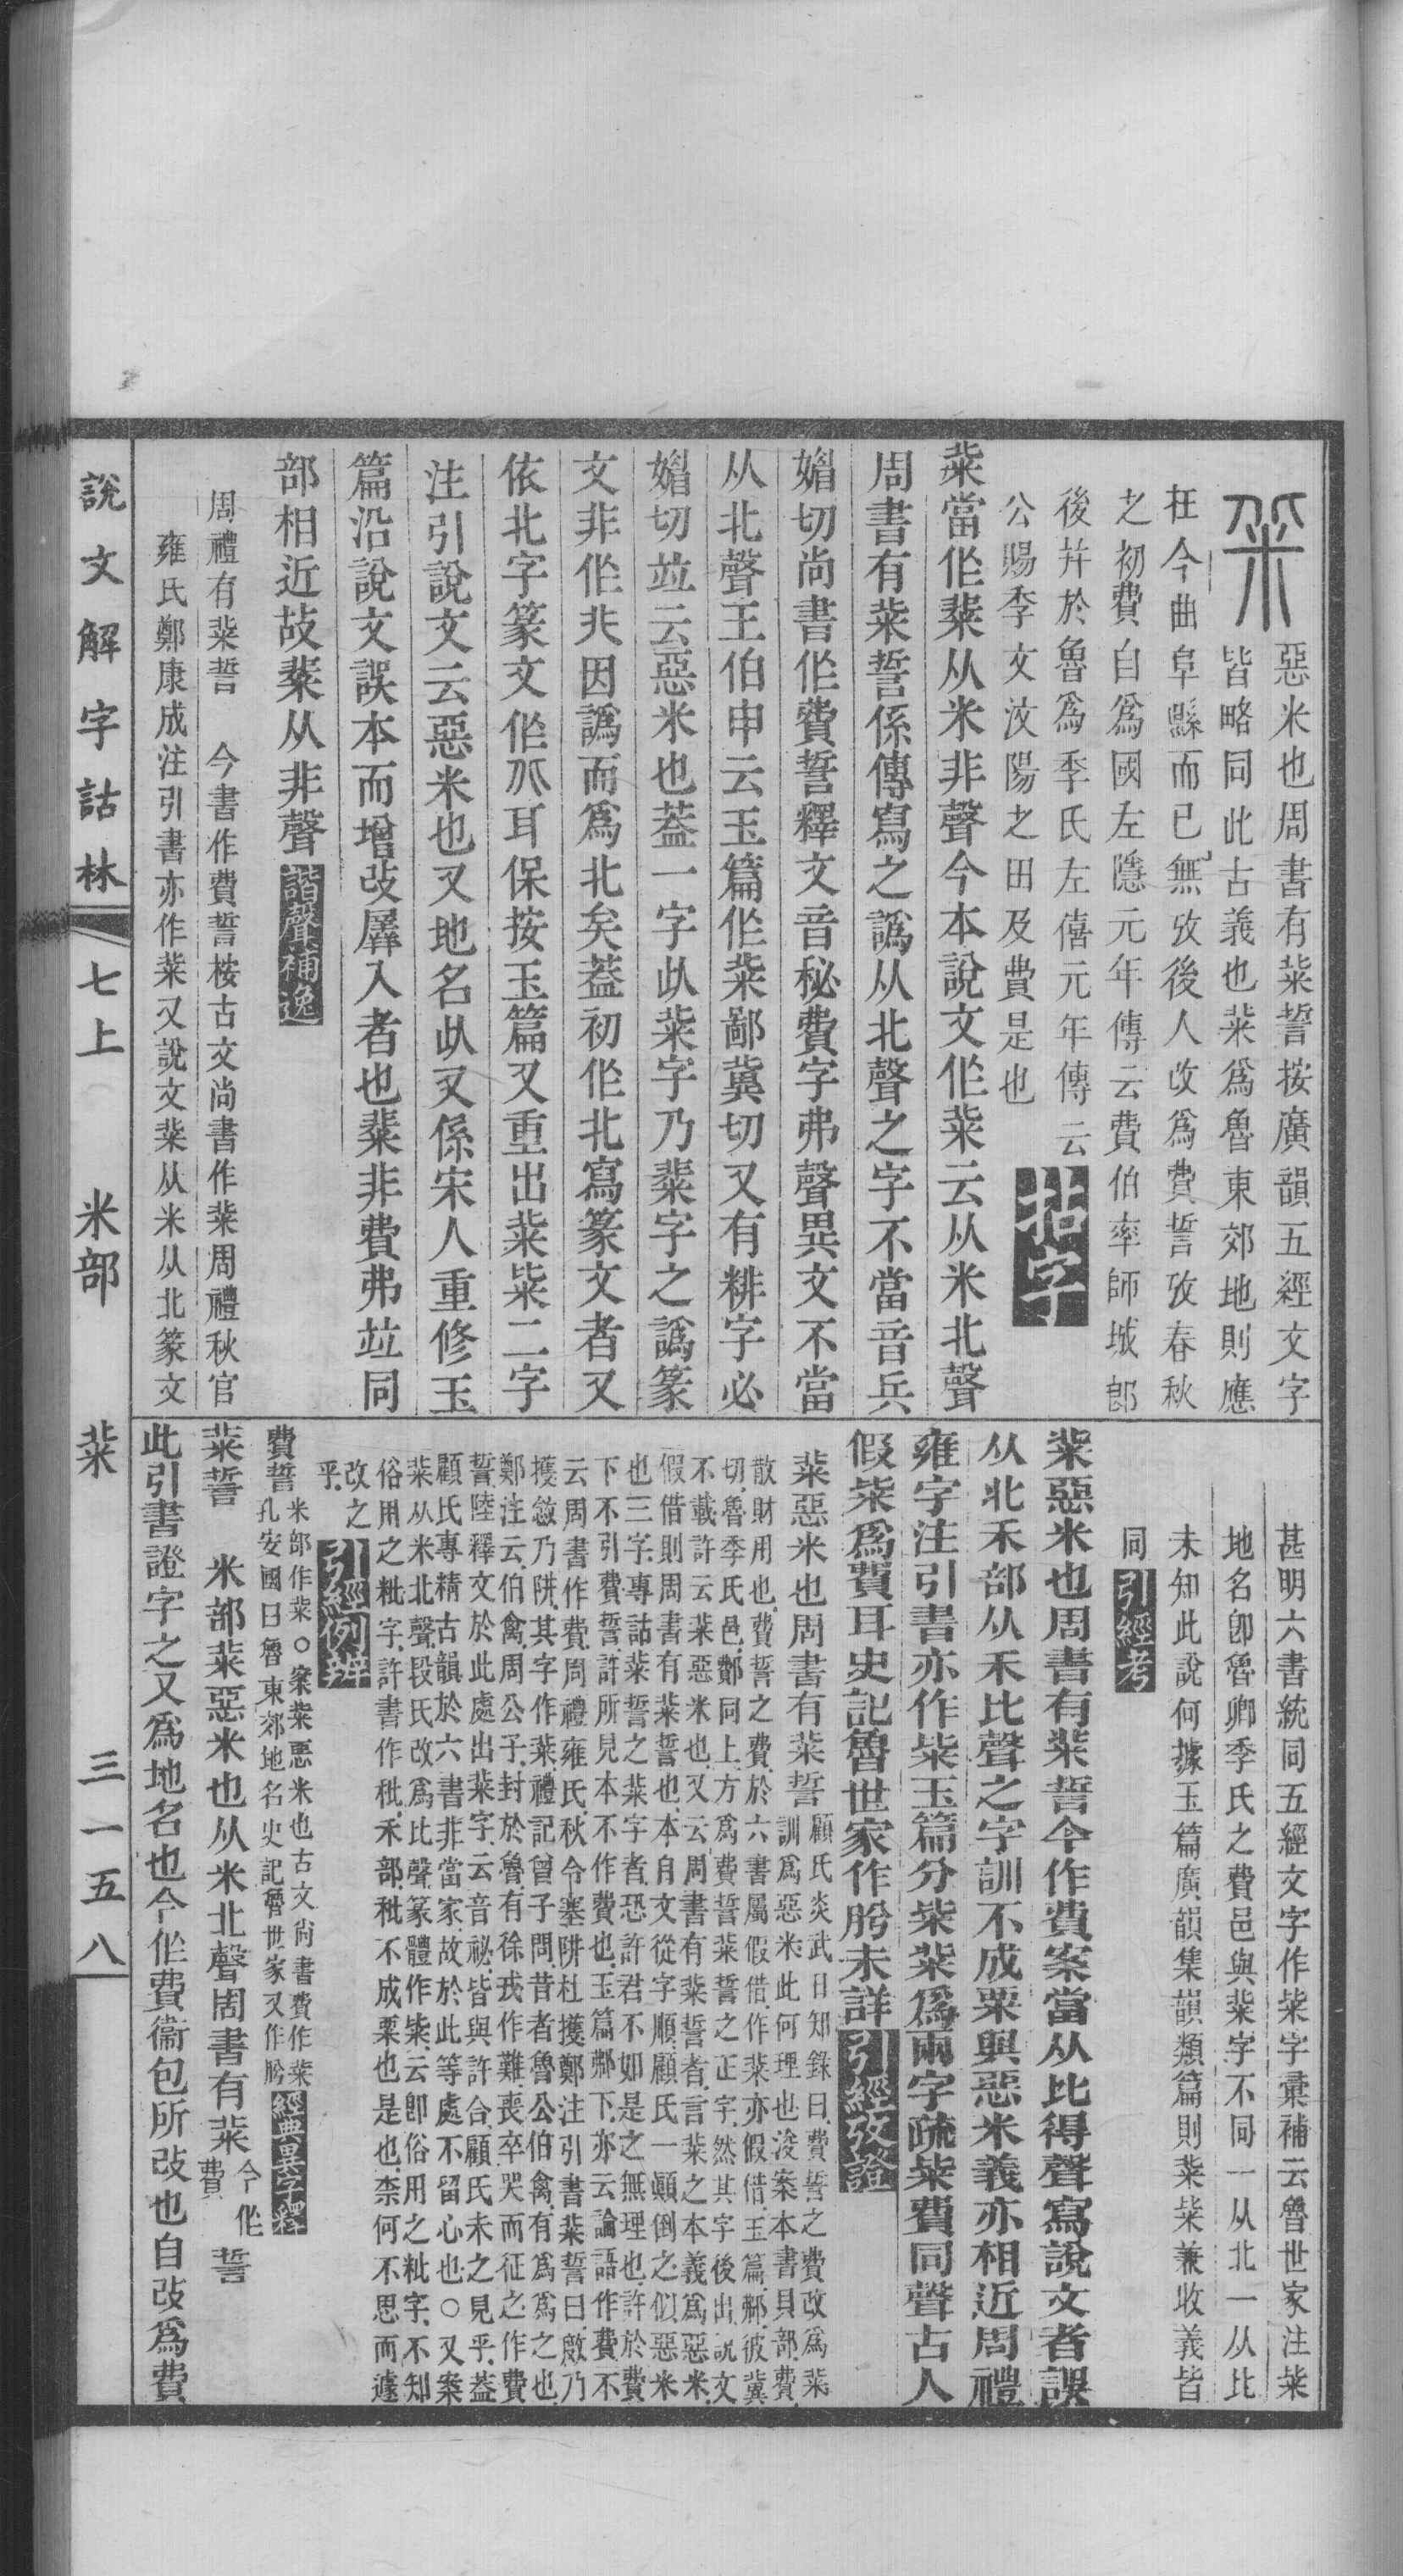 惡米也周書有粊誓按廣韻五經文字
皆略同此古義也粊爲魯東郊地則應
在今曲阜縣而已無攷後人改爲費誓攷春秋
之初費自爲國左隱元年傳云費伯率師城郎
後幷於魯爲季氏左僖元年傳云
公賜季友汶陽之田及費是也
粊當作䉬从米非聲今本說文作粊云从米北聲
周書有粊誓係傳寫之譌从北聲之字不當音兵
媚切尚書作費誓釋文音秘費字弗聲異文不當
从北聲王伯申云玉篇作粊鄙冀切又有䉬字必
媚切竝云惡米也葢一字㠯粊字乃䉬字之譌篆
文非作兆因譌而爲北矣葢初作北寫篆文者又
依北字篆文作㸚耳保按玉篇又重出粊粜二字
注引說文云惡米也又地名㠯又係宋人重修玉
篇沿說文誤本而增改羼入者也䉬非費弗竝同
部相近故䉬从非聲 諧聲補逸
周禮有粊誓 今書作費誓桉古文尚書作粊周禮秋官
雍氏鄭康成注引書亦作粊又說文粊从米从北篆文
說文解字詁林 七上 米部 粊 三一五八
甚明六書統同五經文字作柴字彙補云魯世家注粊
地名卽魯卿季氏之費邑與粊字不同一从北一从比
未知此說何據玉篇廣韻集韻類篇則粊柴兼收義皆
同 引經考
粊惡米也周書有粊誓今作費案當从比得聲寫說文者誤
从北禾部从禾比聲之字訓不成粟與惡米義亦相近周禮
雍字注引書亦作柴玉篇分柴粊爲兩字疏柴費同聲古人
假柴爲費耳史記魯世家作肹未詳 引經攷證
粊惡米也周書有粊誓 顧氏炎武日知錄曰費誓之費改爲粊
訓爲惡米此何理也浚案本書貝部費
散財用也費誓之費於六書屬假借作粊亦假借玉篇䣥彼冀
切魯季氏邑䣥同上方爲費誓粊誓之正字然其字後出說文
不載許云粊惡米也又云周書有粊誓者言粊之本義爲惡米
假借則周書有粊誓也本自文從字順顧氏一顚倒之似惡米
也三字專詁粊誓之粊字者恐許君不如是之無理也許於費
下不引費誓許所見本不作費也玉篇䣥下亦云論語作費不
云周書作費周禮雍氏秋令塞阱杜擭鄭注引書粊誓曰敿乃
擭敜乃阱其字作粊禮記曾子問昔者魯公伯禽有爲爲之也
鄭注云伯禽周公子封於魯有徐戎作難喪卒哭而征之作費
誓陸釋文於此處出粊字云音祕皆與許合顧氏未之見乎葢
顧氏專精古韻於六書非當家故於此等處不留心也○又案
粊从米北聲段氏改爲比聲篆體作柴云卽俗用之粃字不知
俗用之粃字許書作秕禾部秕不成粟也是也柰何不思而遽
改之
乎 引經例辨
費誓 米部作粊○案粊惡米也古文尚書費作粊
孔安國曰魯東郊地名史記魯世家又作肹 經典異字釋
粊誓 米部粊惡米也从米北聲周書有粊 今作費 誓
此引書證字之又爲地名也今作費衞包所改也自改爲費